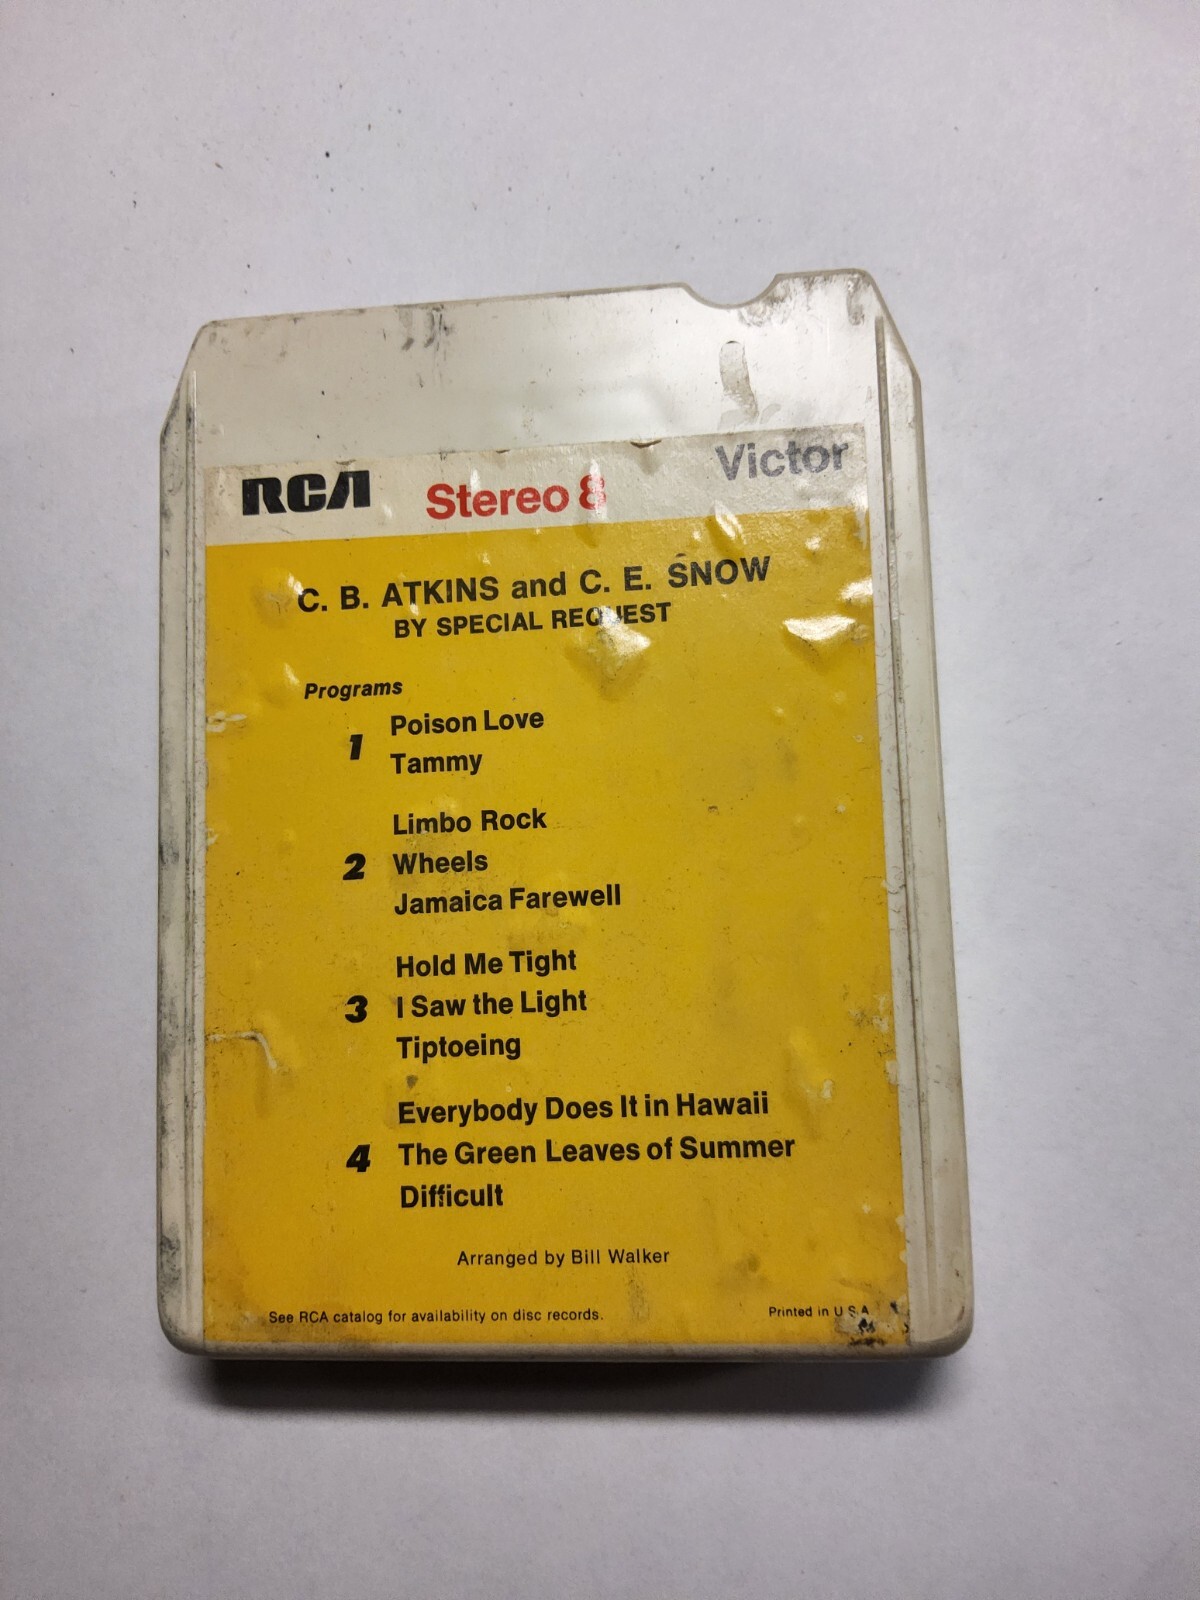 RCA Stereo 8 Victor
C. B. ATKINS and C. E. SNOW
BY SPECIAL REQUEST
Programs
1
Poison Love
Tammy
2
Limbo Rock
Wheels
Jamaica Farewell
3
Hold Me Tight
I Saw the Light
Tiptoeing
4
Everybody Does It in Hawaii
The Green Leaves of Summer
Difficult
Arranged by Bill Walker
See RCA catalog for availability on disc records. Printed in U S A